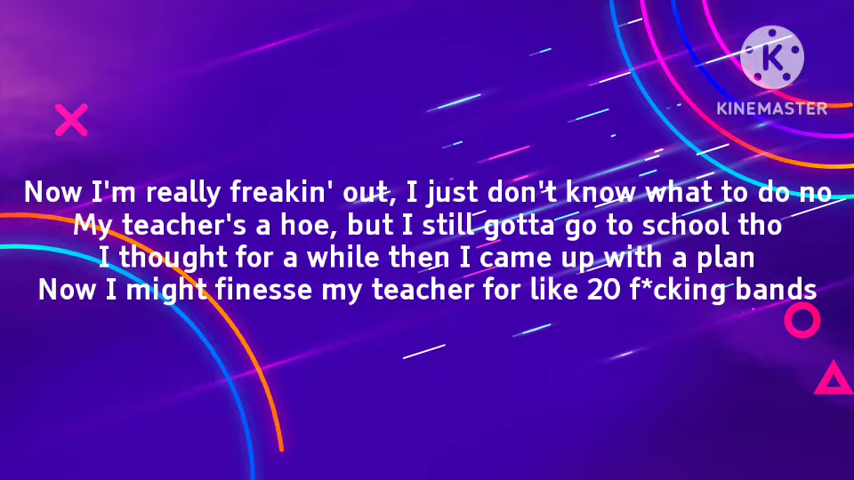 KINEMASTER
Now I'm really freakin' out, I just don't know what to do no
My teacher's a hoe, but I still gotta go to school tho
I thought for a while then I came up with a plan
Now I might finesse my teacher for like 20 f*cking bands